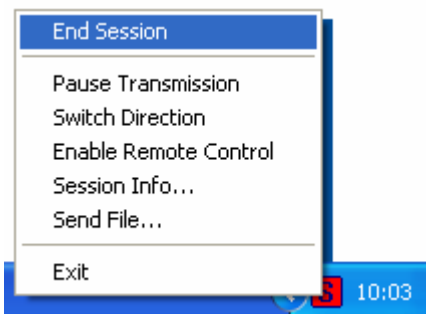 End Session
Pause Transmission
Switch Direction
Enable Remote Control
Session Info...
Send File...
Exit
S 10:03